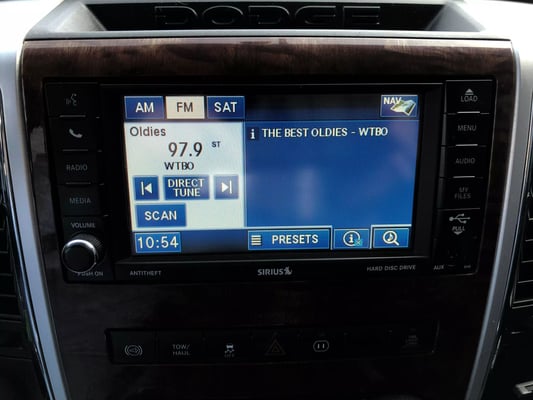 DODGE
AM FM SAT NAV
LOAD
Oldies
97.9 ST
WTBO
i THE BEST OLDIES - WTBO
MENU
RADIO
DIRECT TUNE
AUDIO
MEDIA
SCAN
MY FILES
VOLUME
10:54
PRESETS
PULL
PUSH ON
ANTITHEFT
SIRIUS
HARD DISC DRIVE
AUX
TOW/HAUL
OFF